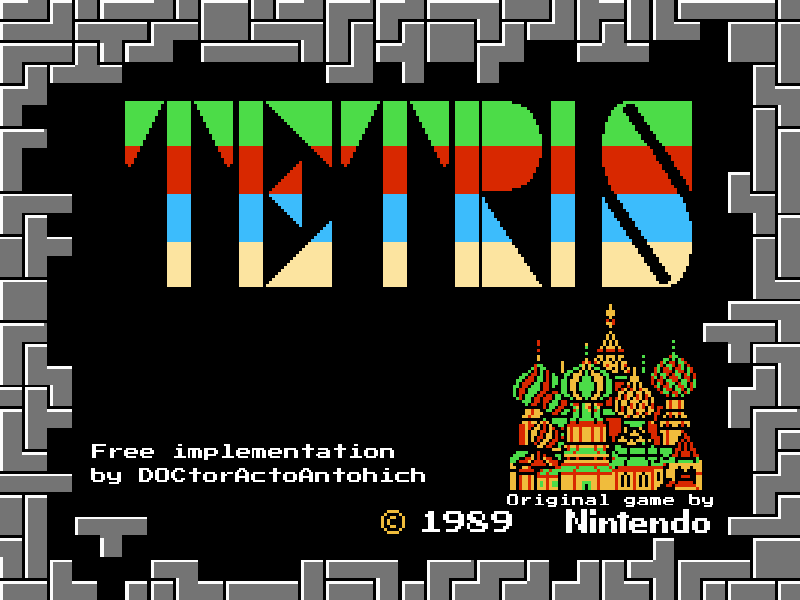 TETRIS
Free implementation
by DOCtorActoAntohich
Original game by
© 1989 Nintendo